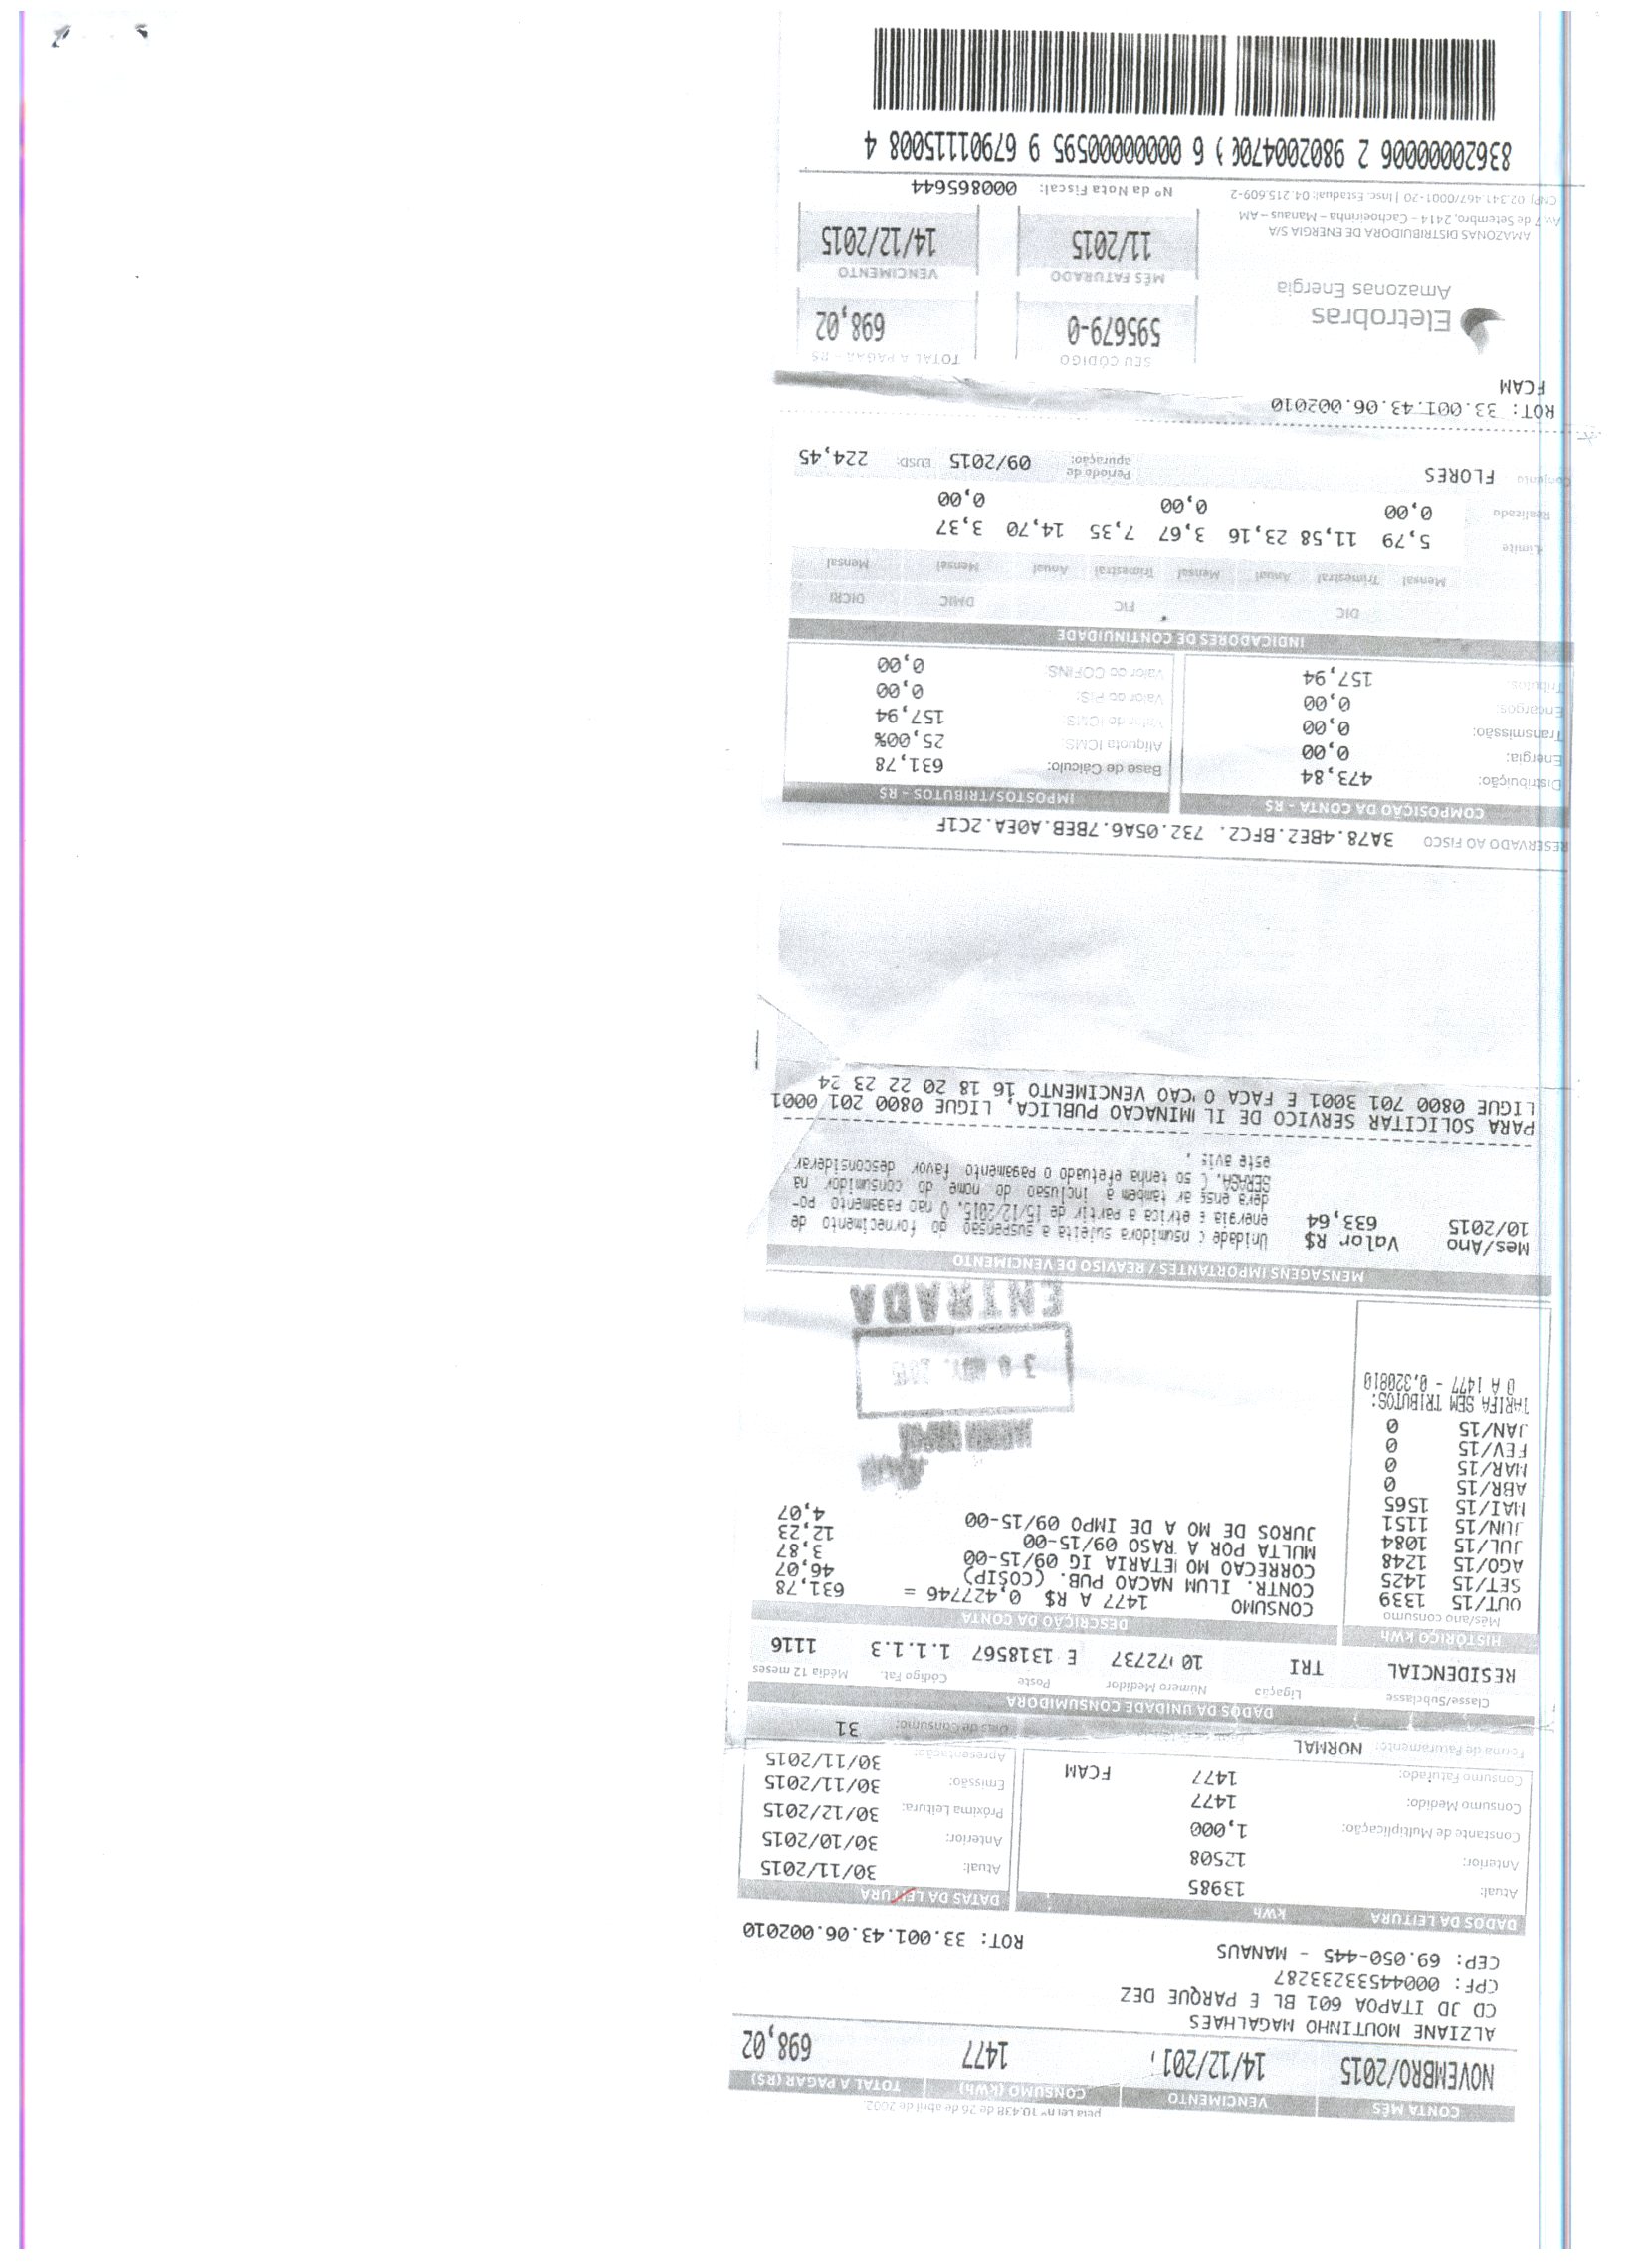 pela Lei nº 10.438 de 26 de abril de 2002.
CONTA MÊS VENCIMENTO CONSUMO (kWh) TOTAL A PAGAR (R$)
NOVEMBRO/2015 14/12/201 1477 698,02
ALZIANE MOUTINHO MAGALHAES
CD JD ITAPOA 601 BL E PARQUE DEZ
CPF: 00044533233287
CEP: 69.050-445 - MANAUS ROT: 33.001.43.06.002010
DADOS DA LEITURA kWh DATAS DA LEITURA
Atual: 13985 Atual: 30/11/2015
Anterior: 12508 Anterior: 30/10/2015
Constante de Multiplicação: 1,000 Próxima Leitura: 30/12/2015
Consumo Medido: 1477 Emissão: 30/11/2015
Consumo Faturado: 1477 FCAM Apresentação: 30/11/2015
Forma de Faturamento: NORMAL Dias de Consumo: 31
DADOS DA UNIDADE CONSUMIDORA
Classe/Subclasse Ligação Número Medidor Poste Código Fat. Média 12 meses
RESIDENCIAL TRI 10 72737 E 1318567 1.1.1.3 1116
HISTÓRICO kWh DESCRIÇÃO DA CONTA
Mês/ano consumo
OUT/15 1339 CONSUMO 1477 A R$ 0,427746 = 631,78
SET/15 1425 CONTR. ILUM NACAO PUB. (COSIP) 46,07
AGO/15 1248 CORRECAO MO ETARIA IG 09/15-00 3,87
JUL/15 1084 MULTA POR A RASO 09/15-00 12,23
JUN/15 1151 JUROS DE MO A DE IMPO 09/15-00 4,07
MAI/15 1565
ABR/15 0
MAR/15 0
FEV/15 0
JAN/15 0
TARIFA SEM TRIBUTOS:
0 A 1477 - 0,320810
ENTRADA
MENSAGENS IMPORTANTES / REAVISO DE VENCIMENTO
Mes/Ano Valor R$ Unidade c nsumidora sujeita a suspensao do fornecimento de
10/2015 633,64 energia e etrica a partir de 15/12/2015. O nao pagamento po-
dera ense ar tambem a inclusao do nome do consumidor na
SERASA. C so tenha efetuado o pagamento favor desconsiderar
este avis .
PARA SOLICITAR SERVICO DE IL MINACAO PUBLICA, LIGUE 0800 201 0001
LIGUE 0800 701 3001 E FACA O CAO VENCIMENTO 16 18 20 22 23 24
RESERVADO AO FISCO 3A78.4BE2.BFC2. 732.05A6.7BEB.A0EA.2C1F
COMPOSIÇÃO DA CONTA - R$ IMPOSTOS/TRIBUTOS - R$
Distribuição: 473,84 Base de Cálculo: 631,78
Energia: 0,00 Alíquota ICMS: 25,00%
Transmissão: 0,00 Valor do ICMS: 157,94
Encargos: 0,00 Valor do PIS: 0,00
Tributos: 157,94 Valor do COFINS: 0,00
INDICADORES DE CONTINUIDADE
DIC FIC DMIC DICRI
Mensal Trimestral Anual Mensal Trimestral Anual Mensal Mensal
Limite 5,79 11,58 23,16 3,67 7,35 14,70 3,37
Realizado 0,00 0,00 0,00
Conjunto FLORES Período de apuração: 09/2015 EUSD: 224,45
ROT: 33.001.43.06.002010
FCAM
SEU CÓDIGO TOTAL A PAGAR - R$
595679-0 698,02
Eletrobras
Amazonas Energia
MÊS FATURADO VENCIMENTO
11/2015 14/12/2015
AMAZONAS DISTRIBUIDORA DE ENERGIA S/A
Av. 7 de Setembro, 2414 - Cachoeirinha - Manaus - AM
CNPJ 02.341.467/0001-20 | Insc. Estadual: 04.215.609-2
Nº da Nota Fiscal: 000865644
836200000006 2 9802004700 6 000000000595 9 679011115008 4